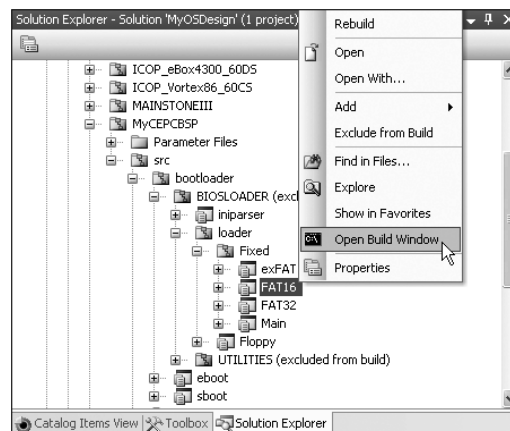 Solution Explorer - Solution 'MyOSDesign' (1 project)
ICOP_eBox4300_60DS
ICOP_Vortex86_60CS
MAINSTONEIII
MyCEPCBSP
Parameter Files
src
bootloader
BIOSLOADER (excl
iniparser
loader
Fixed
exFAT
FAT16
FAT32
Main
Floppy
UTILITIES (excluded from build)
eboot
sboot
Rebuild
Open
Open With...
Add
Exclude from Build
Find in Files...
Explore
Show in Favorites
Open Build Window
Properties
Catalog Items View Toolbox Solution Explorer